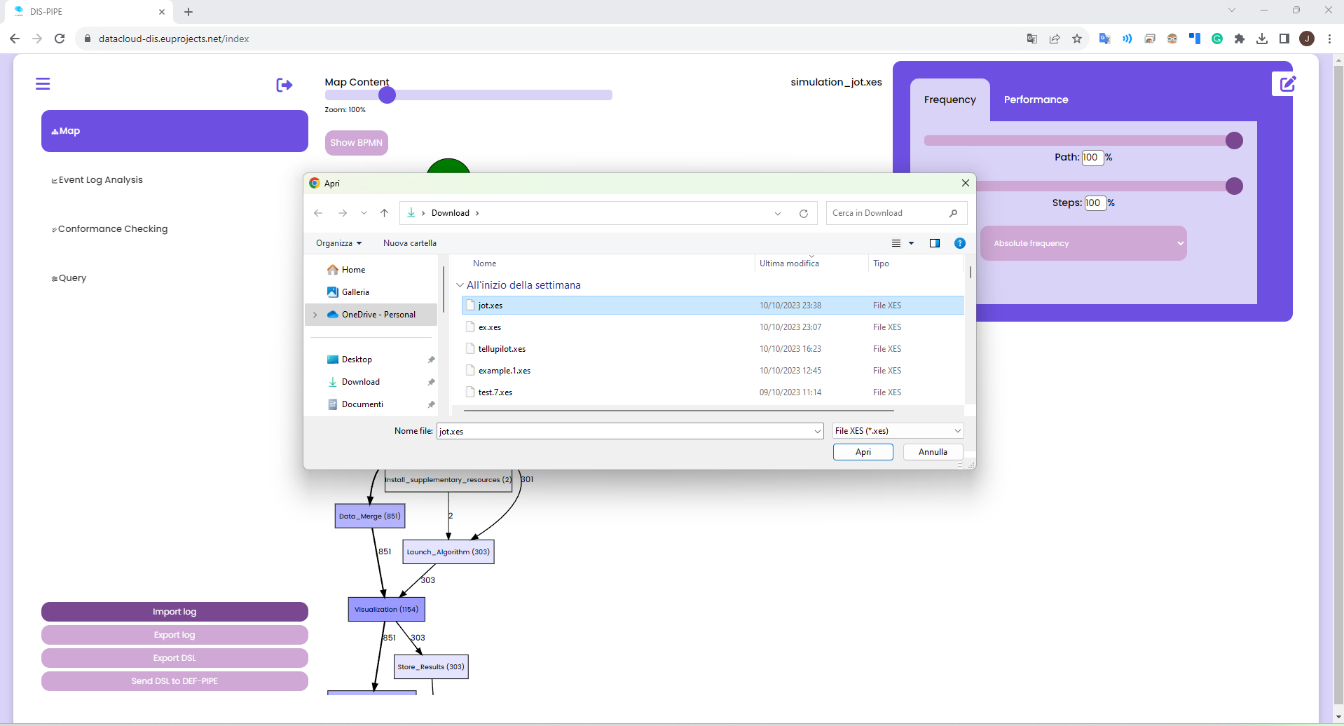 DIS-PIPE
datacloud-dis.euprojects.net/index
J
Map Content
Zoom: 100%
Show BPMN
simulation_jot.xes
Frequency
Performance
Path: 100 %
Steps: 100 %
Absolute frequency
Map
Event Log Analysis
Conformance Checking
Query
Apri
Download
Cerca in Download
Organizza
Nuova cartella
Nome
Ultima modifica
Tipo
Home
Galleria
OneDrive - Personal
Desktop
Download
Documenti
All'inizio della settimana
jot.xes 10/10/2023 23:38 File XES
ex.xes 10/10/2023 23:07 File XES
tellupilot.xes 10/10/2023 16:23 File XES
example.1.xes 10/10/2023 12:45 File XES
test.7.xes 09/10/2023 11:14 File XES
Nome file: jot.xes
File XES (*.xes)
Apri
Annulla
Install_supplementary_resources (2)
301
Data_Merge (851)
2
851
Launch_Algorithm (303)
303
Visualization (1154)
851
303
Store_Results (303)
Import log
Export log
Export DSL
Send DSL to DEF-PIPE